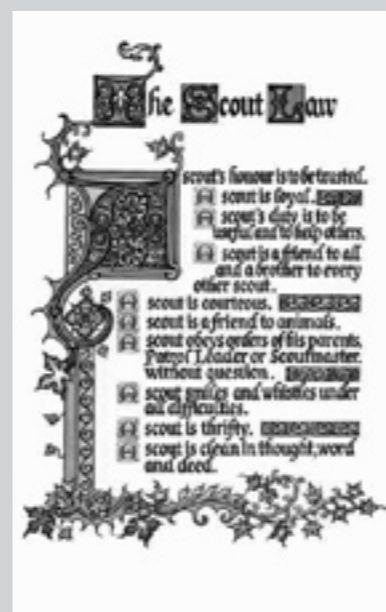 The Scout Law
A scout's honour is to be trusted.
A scout is loyal.
A scout's duty is to be
useful and to help others.
A scout is a friend to all
and a brother to every
other scout.
A scout is courteous.
A scout is a friend to animals.
A scout obeys orders of his parents,
Patrol Leader or Scoutmaster
without question.
A scout smiles and whistles under
all difficulties.
A scout is thrifty.
A scout is clean in thought, word
and deed.